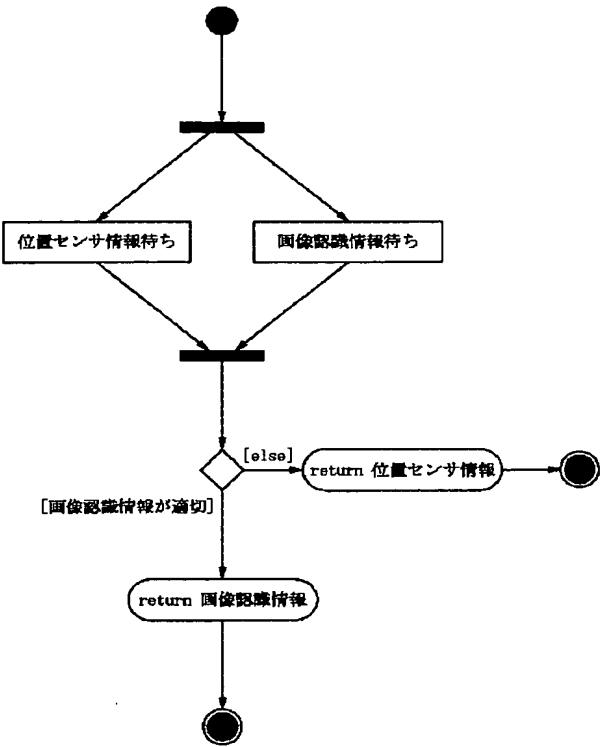 位置センサ情報待ち
画像認識情報待ち
[else]
return 位置センサ情報
[画像認識情報が適切]
return 画像認識情報